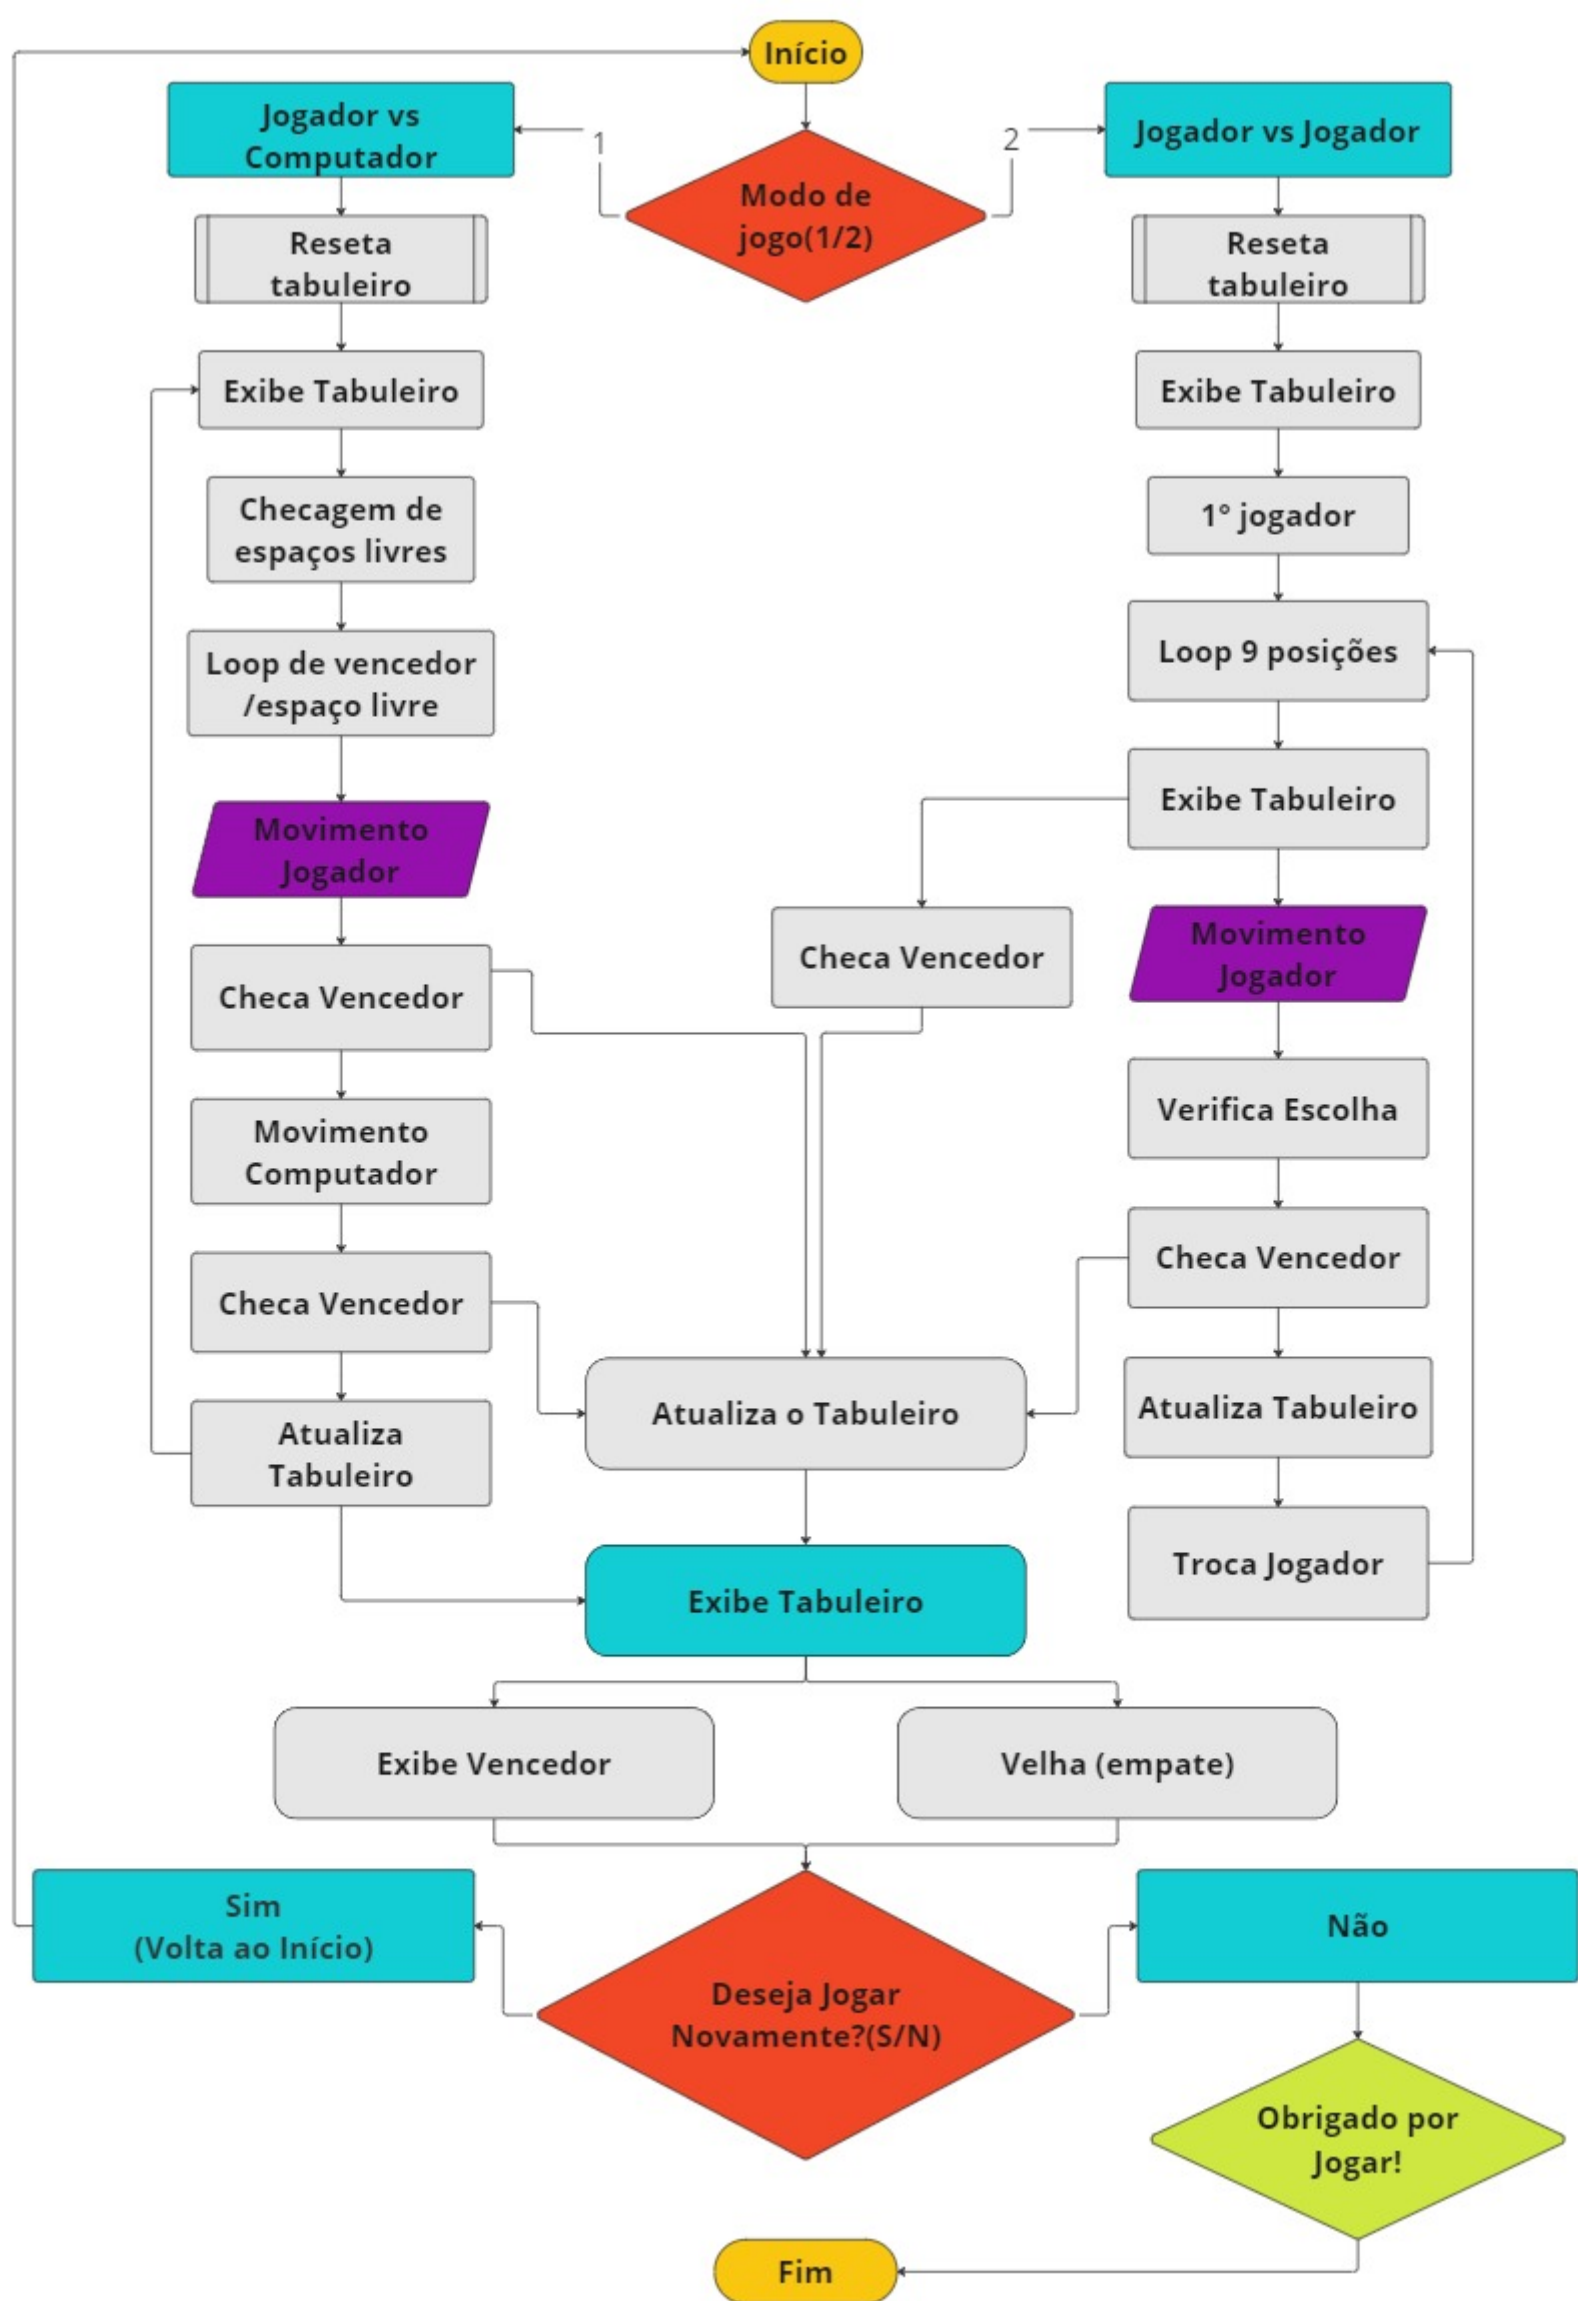 Início
Jogador vs
Computador
1
Modo de
jogo(1/2)
2
Jogador vs Jogador
Reseta
tabuleiro
Exibe Tabuleiro
Checagem de
espaços livres
Loop de vencedor
/espaço livre
Movimento
Jogador
Checa Vencedor
Movimento
Computador
Checa Vencedor
Atualiza
Tabuleiro
Reseta
tabuleiro
Exibe Tabuleiro
1° jogador
Loop 9 posições
Exibe Tabuleiro
Checa Vencedor
Movimento
Jogador
Verifica Escolha
Checa Vencedor
Atualiza Tabuleiro
Troca Jogador
Atualiza o Tabuleiro
Exibe Tabuleiro
Exibe Vencedor
Velha (empate)
Sim
(Volta ao Início)
Deseja Jogar
Novamente?(S/N)
Não
Obrigado por
Jogar!
Fim